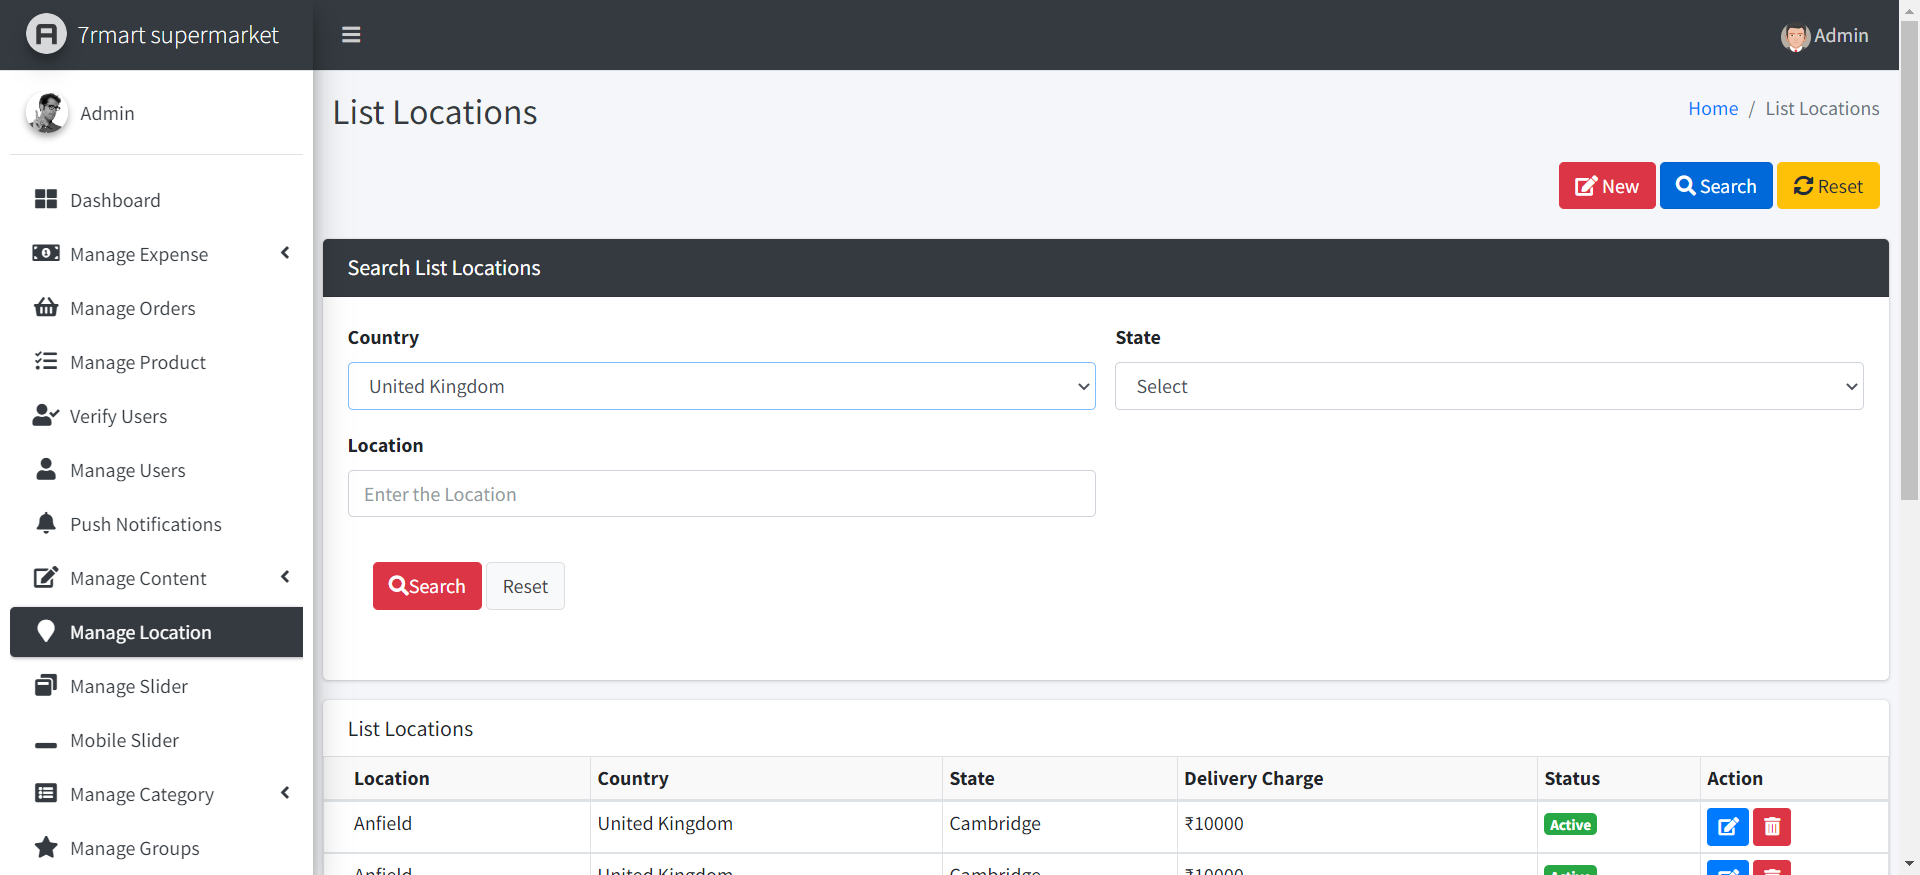 7rmart supermarket
Admin
Admin
List Locations
Home / List Locations
New Search Reset
Dashboard
Manage Expense
Manage Orders
Manage Product
Verify Users
Manage Users
Push Notifications
Manage Content
Manage Location
Manage Slider
Mobile Slider
Manage Category
Manage Groups
Search List Locations
Country State
United Kingdom Select
Location
Enter the Location
Search Reset
List Locations
Location Country State Delivery Charge Status Action
Anfield United Kingdom Cambridge ₹10000 Active
Anfield United Kingdom Cambridge ₹10000 Active